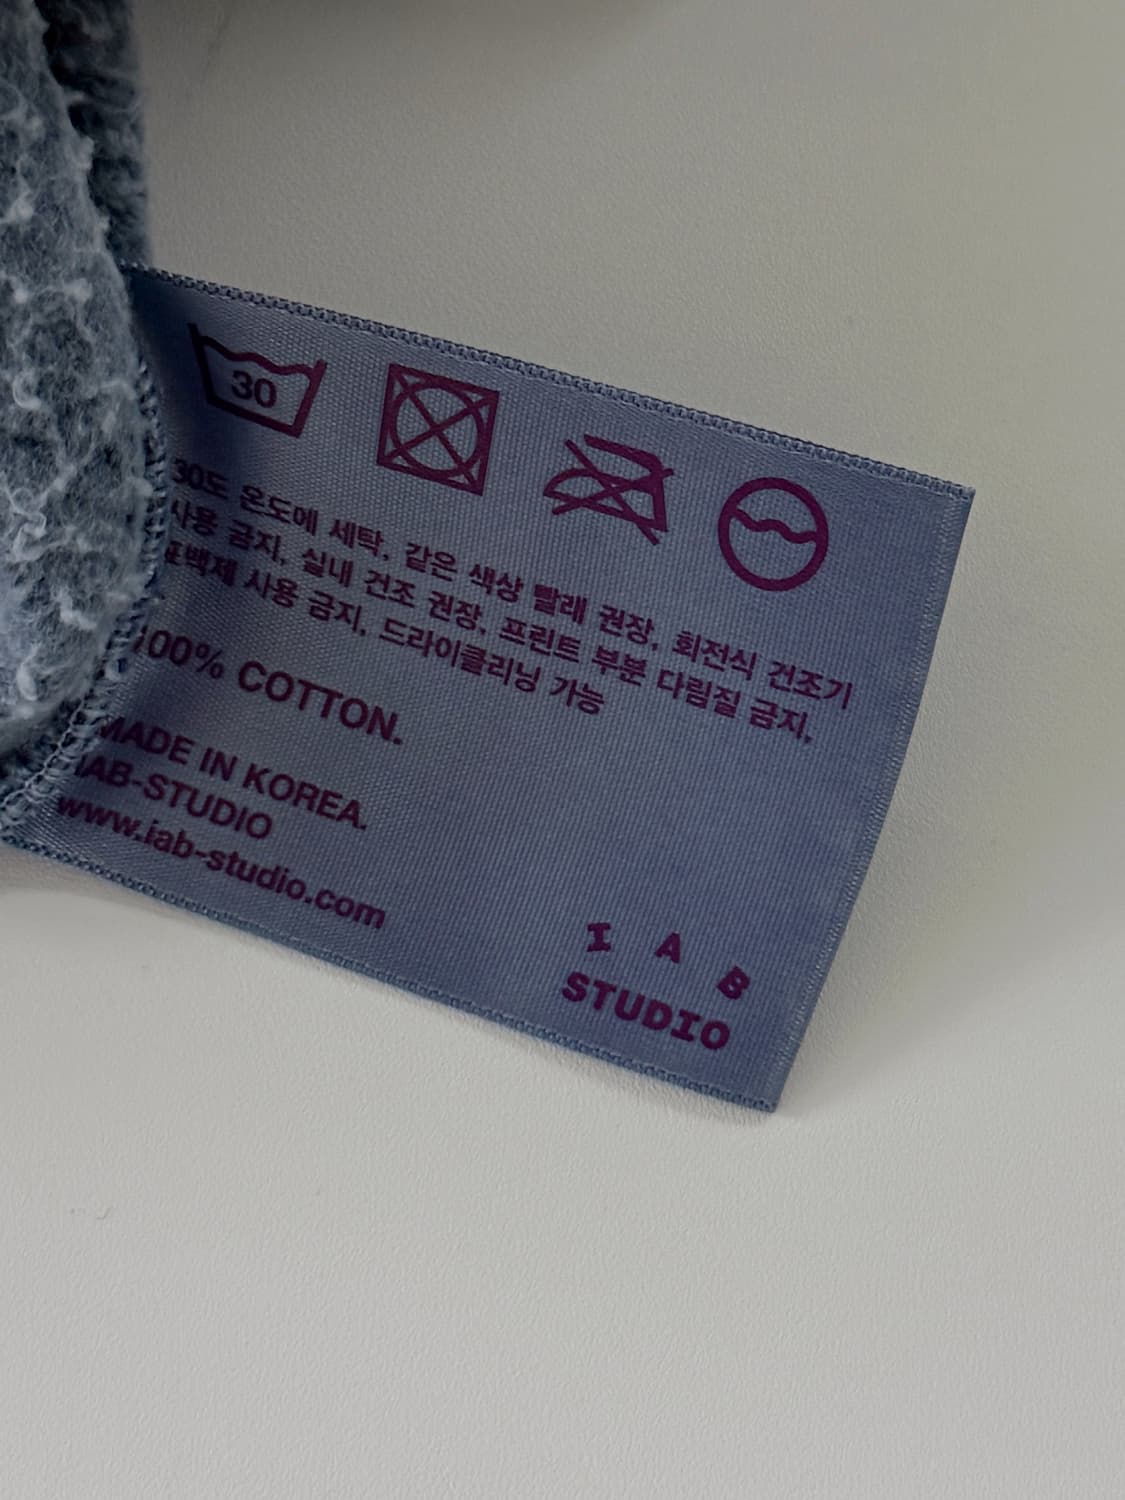 30
30도 온도에 세탁, 같은 색상 빨래 권장, 회전식 건조기
사용 금지, 실내 건조 권장, 프린트 부분 다림질 금지,
표백제 사용 금지, 드라이클리닝 가능
100% COTTON.
MADE IN KOREA.
IAB-STUDIO
www.iab-studio.com
I A B
STUDIO